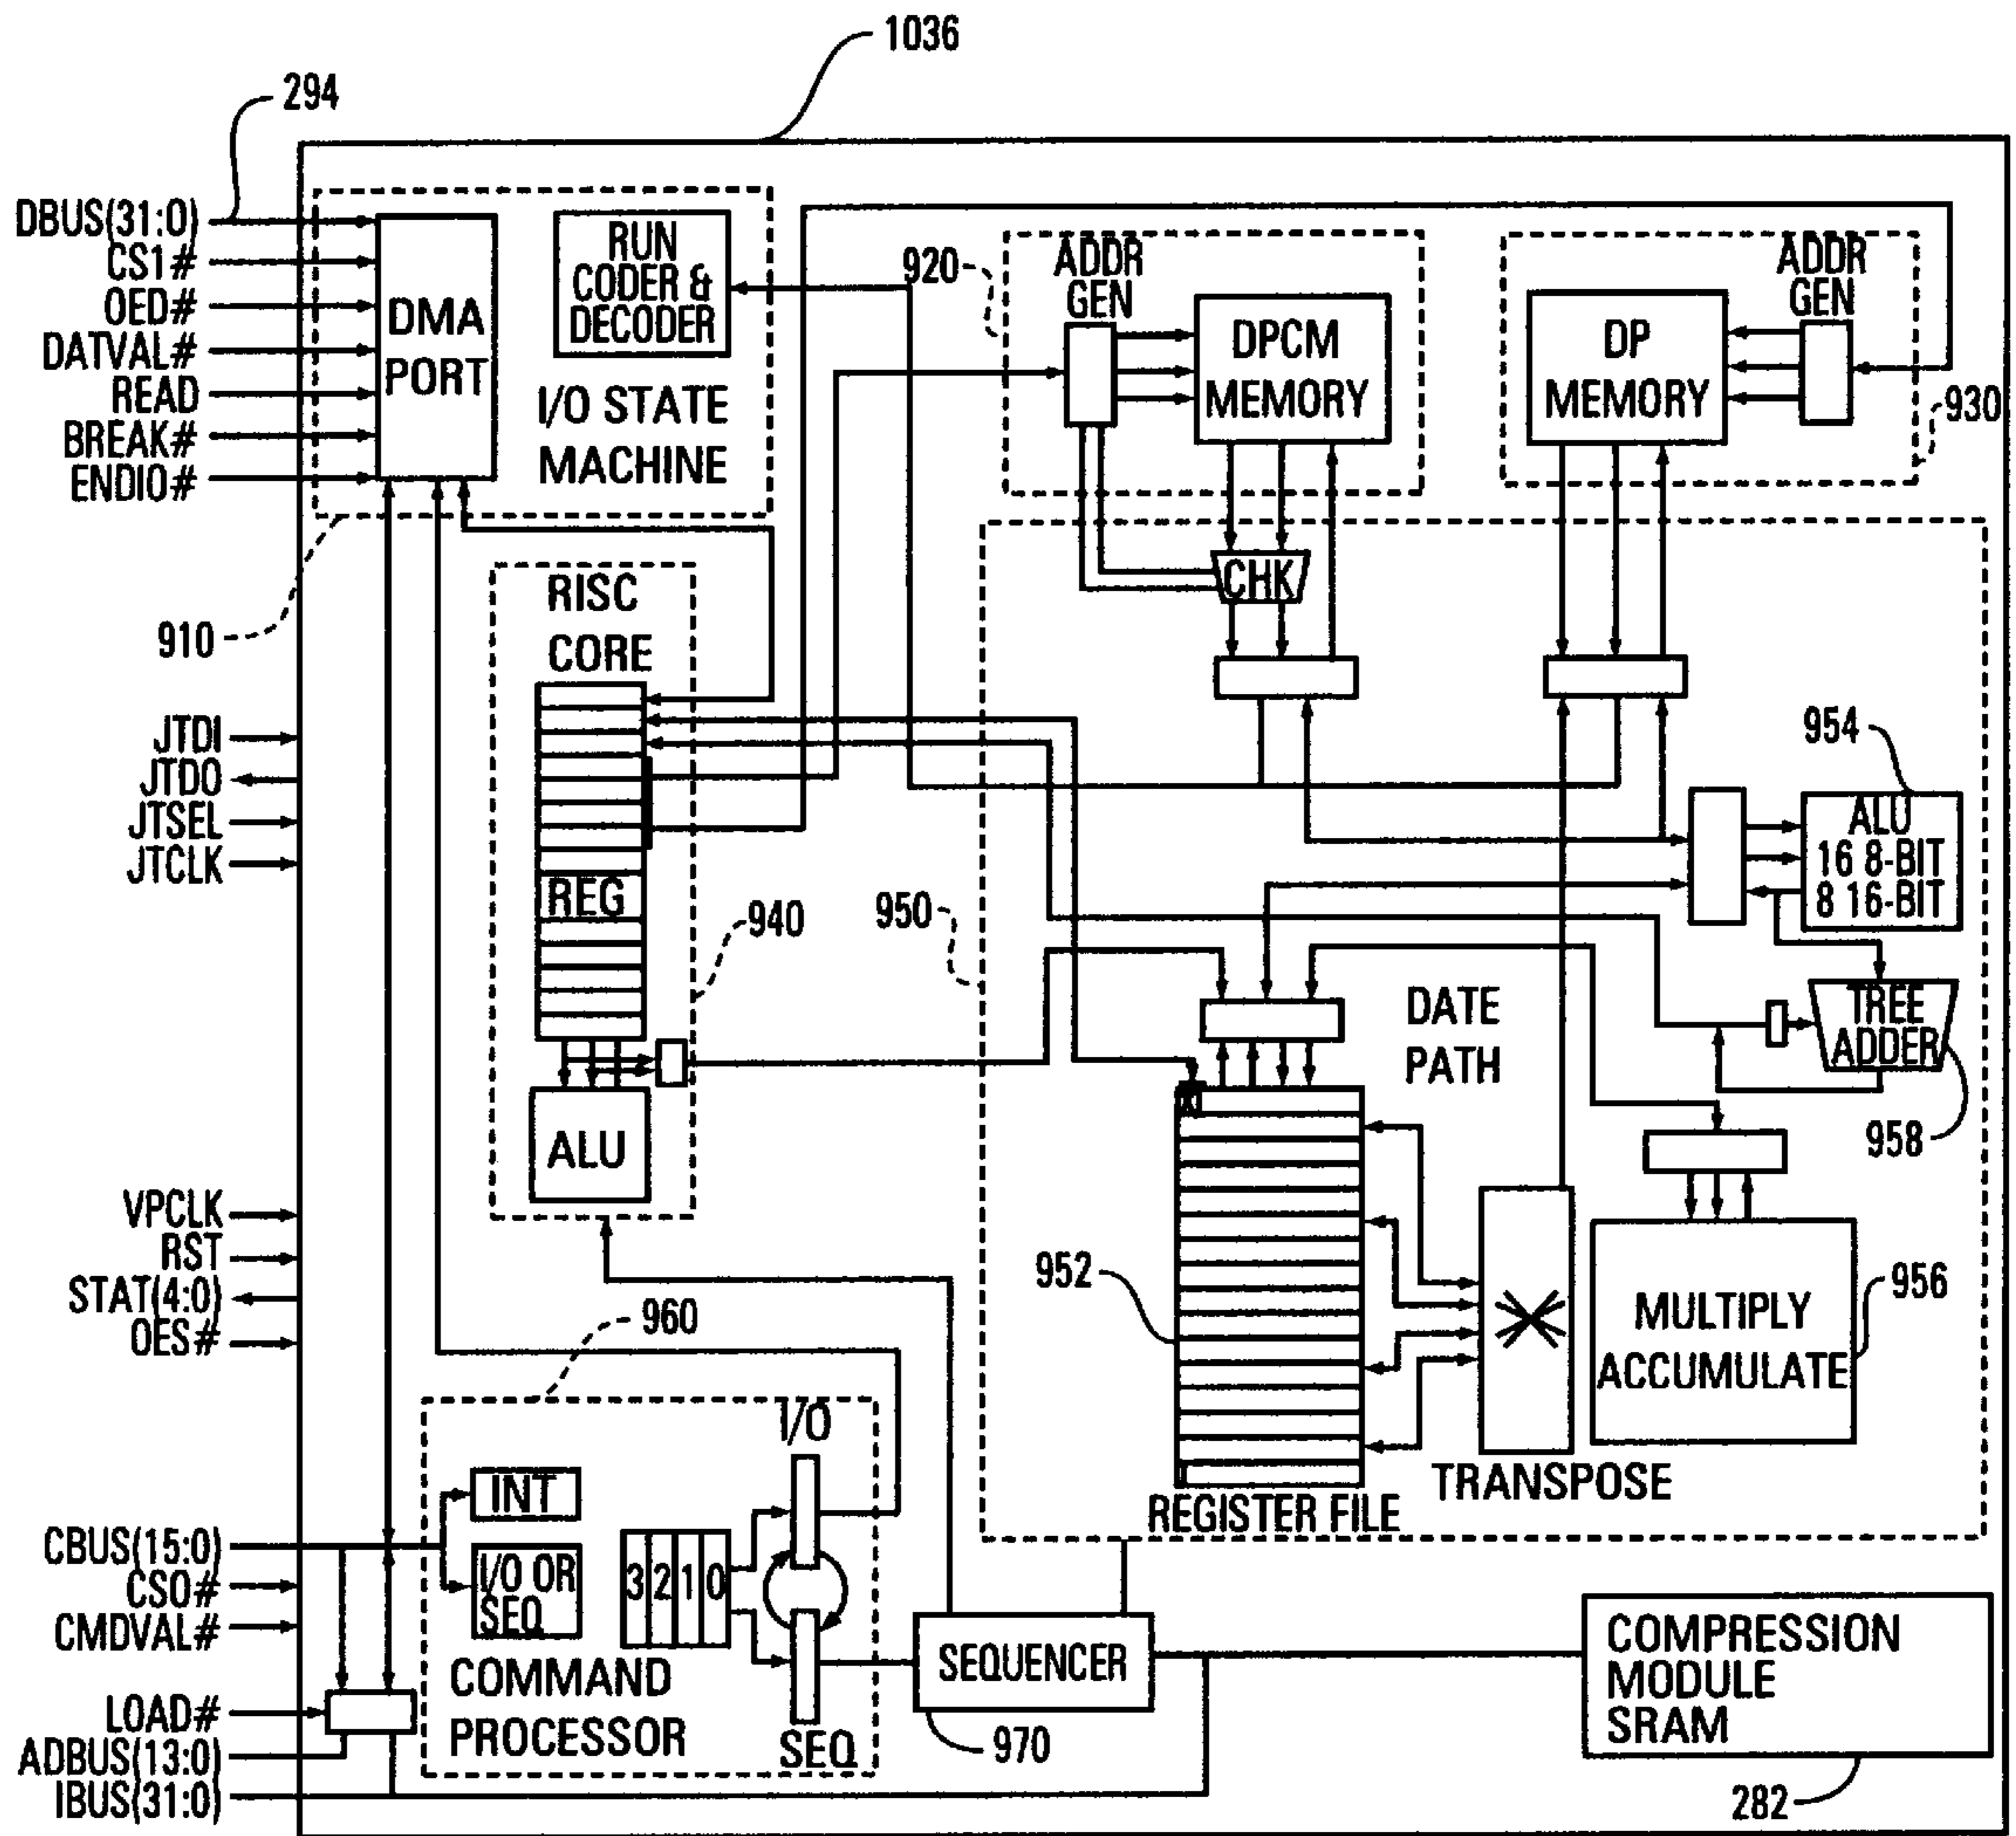 1036
294
DBUS(31:0)
CS1#
OED#
DATVAL#
READ
BREAK#
ENDIO#
DMA
PORT
RUN
CODER &
DECODER
I/O STATE
MACHINE
910
920
ADDR
GEN
DPCM
MEMORY
DP
MEMORY
ADDR
GEN
930
CHK
RISC
CORE
REG
ALU
940
JTDI
JTDO
JTSEL
JTCLK
950
954
ALU
16 8-BIT
8 16-BIT
DATE
PATH
TREE
ADDER
958
952
REGISTER FILE
TRANSPOSE
MULTIPLY
ACCUMULATE
956
VPCLK
RST
STAT(4:0)
OES#
960
I/O
INT
I/O OR
SEQ
3 2 1 0
COMMAND
PROCESSOR
SEQ
CBUS(15:0)
CS0#
CMDVAL#
LOAD#
ADBUS(13:0)
IBUS(31:0)
SEQUENCER
970
COMPRESSION
MODULE
SRAM
282